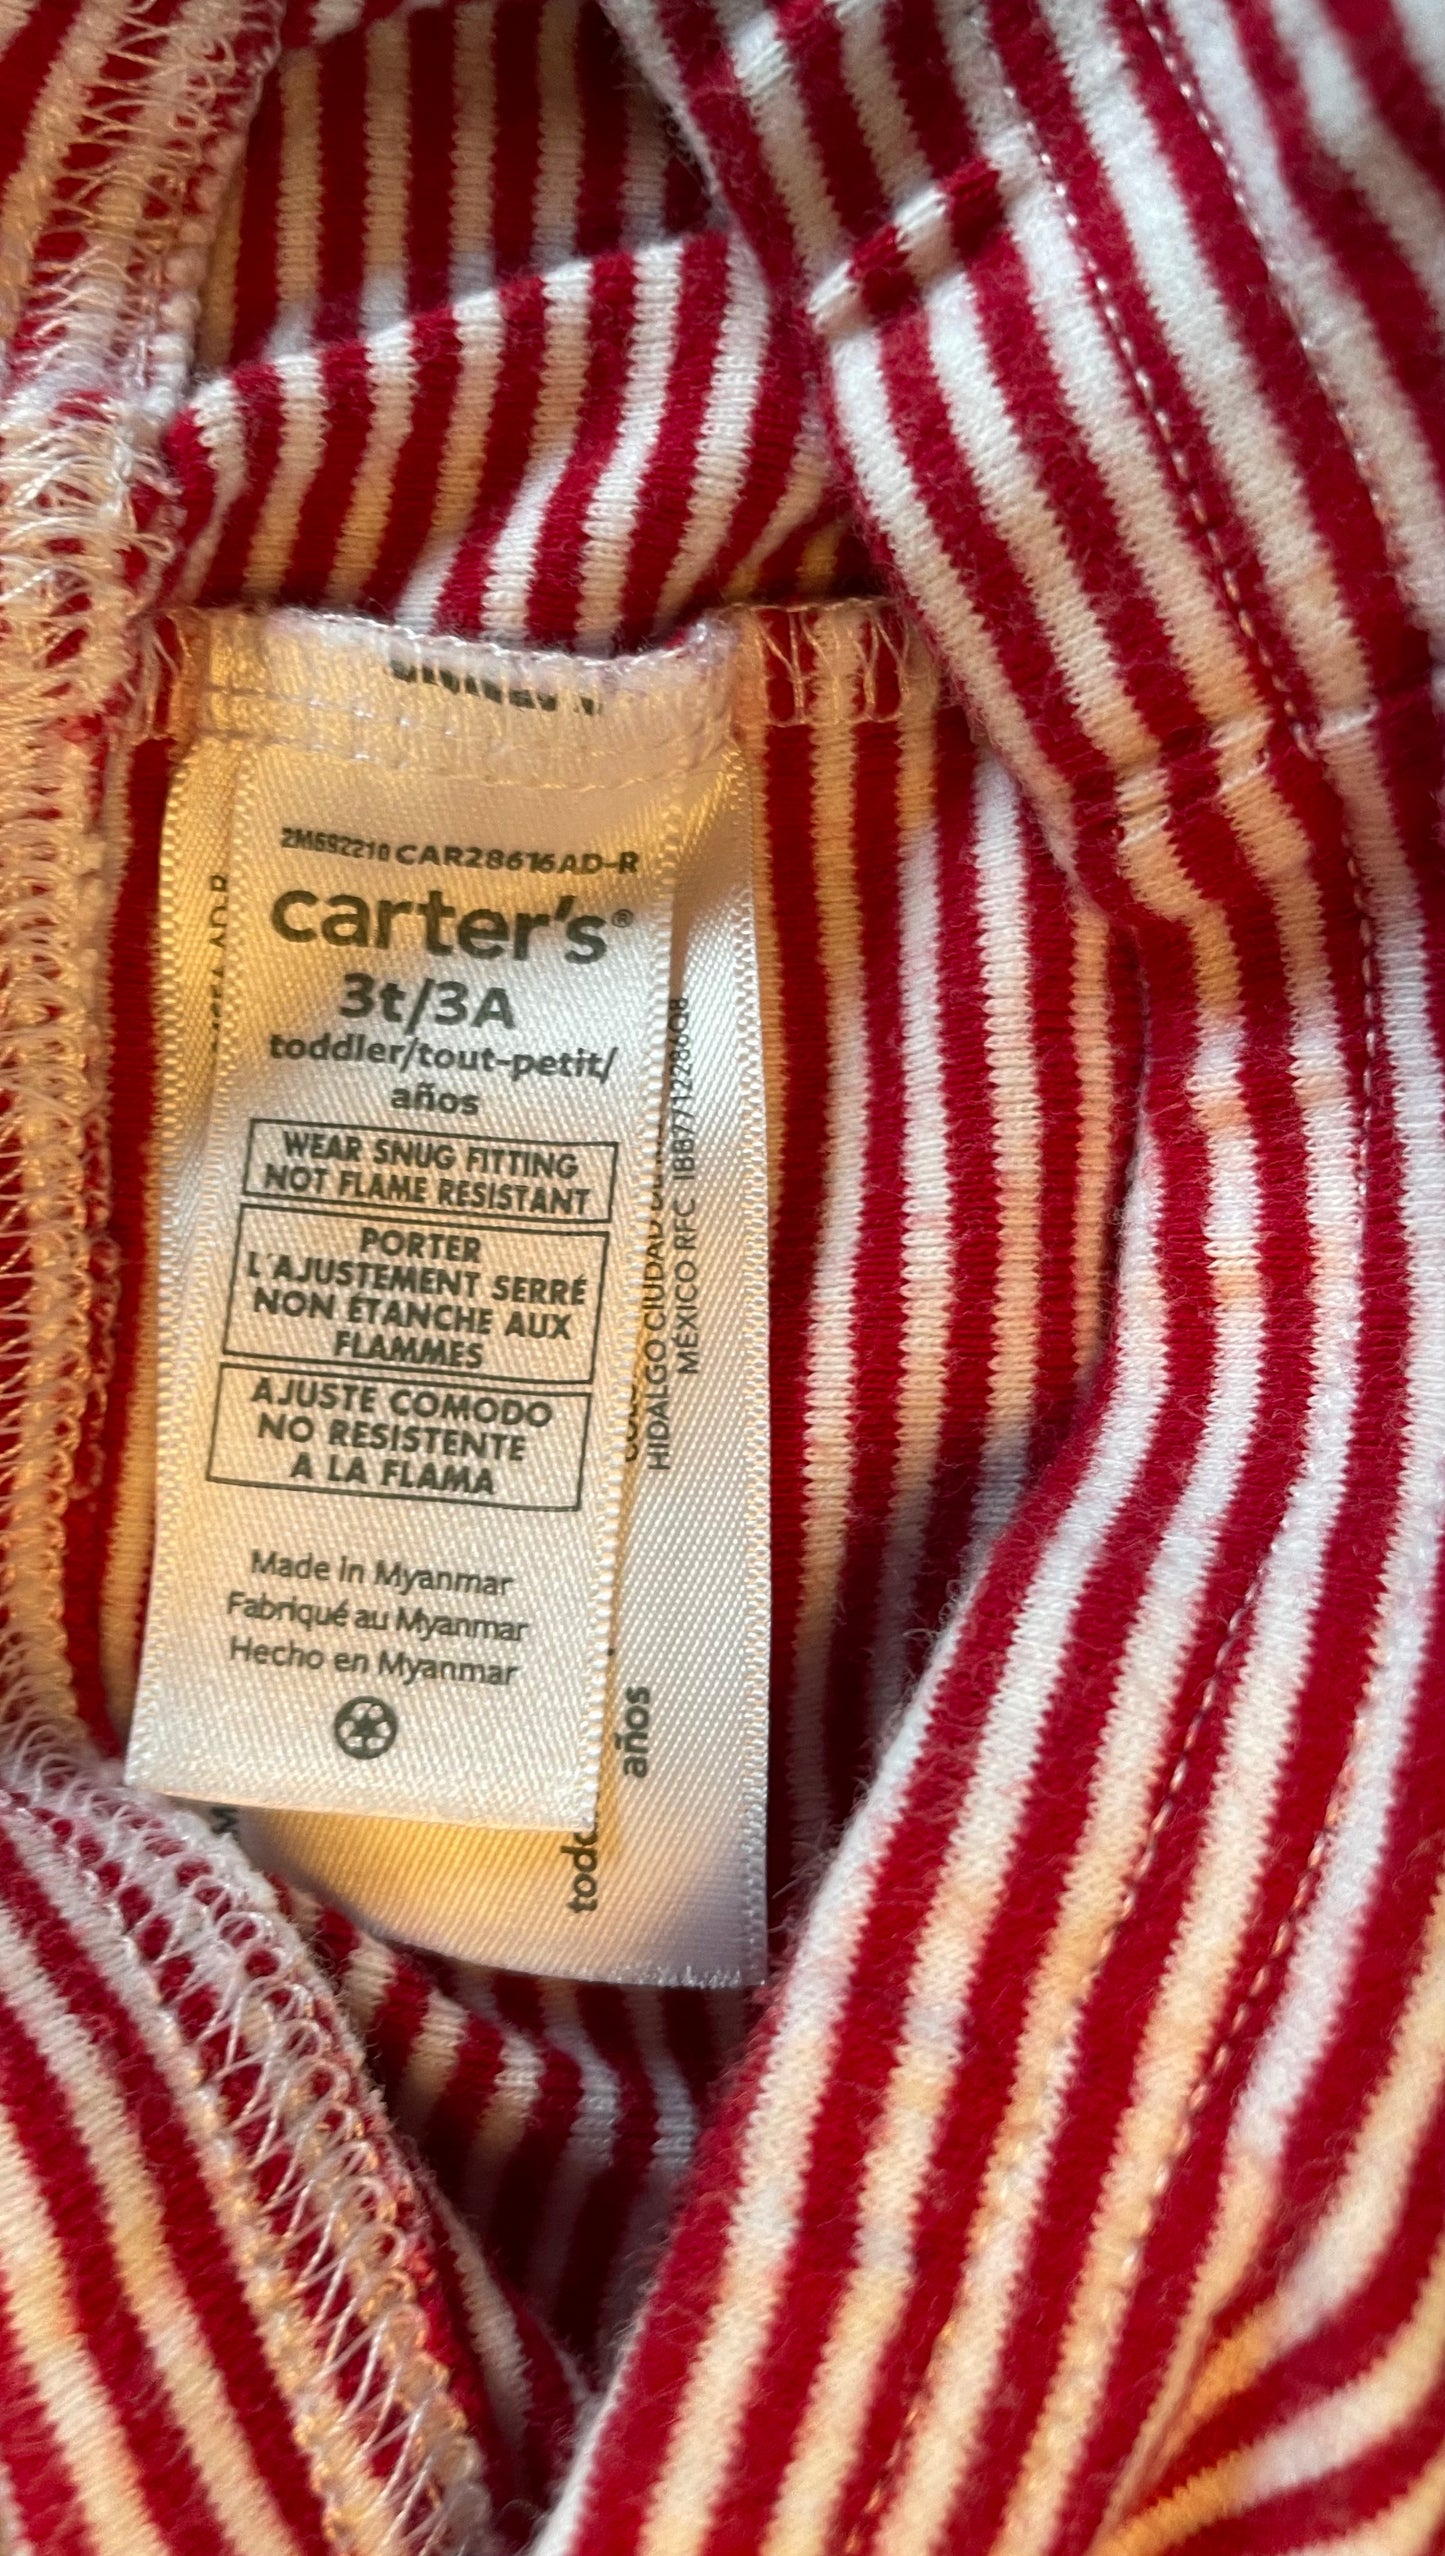 2M692210 CAR28616AD-R
carter's®
3t/3A
toddler/tout-petit/
años
WEAR SNUG FITTING
NOT FLAME RESISTANT
PORTER
L'AJUSTEMENT SERRÉ
NON ÉTANCHE AUX
FLAMMES
AJUSTE COMODO
NO RESISTENTE
A LA FLAMA
Made in Myanmar
Fabriqué au Myanmar
Hecho en Myanmar
HIDALGO CIUDAD
MÉXICO RFC
años